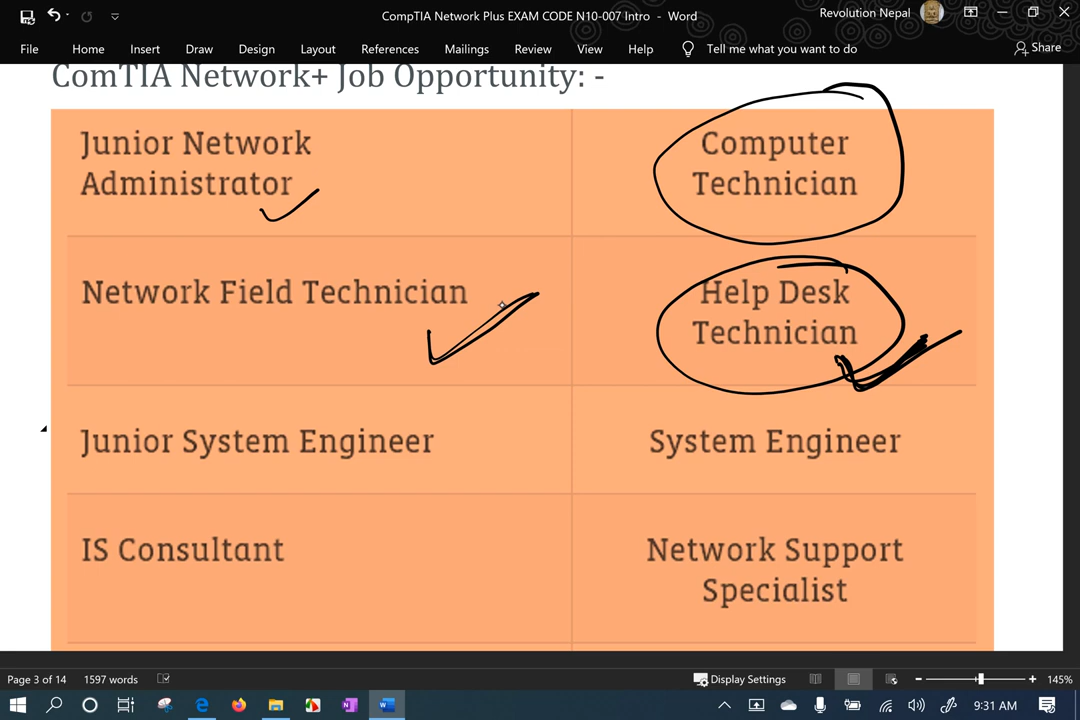 CompTIA Network Plus EXAM CODE N10-007 Intro - Word
Revolution Nepal
File Home Insert Draw Design Layout References Mailings Review View Help Tell me what you want to do Share
ComTIA Network+ Job Opportunity: -
Junior Network
Administrator
Computer
Technician
Network Field Technician
Help Desk
Technician
Junior System Engineer
System Engineer
IS Consultant
Network Support
Specialist
Page 3 of 14 1597 words Display Settings 145%
9:31 AM